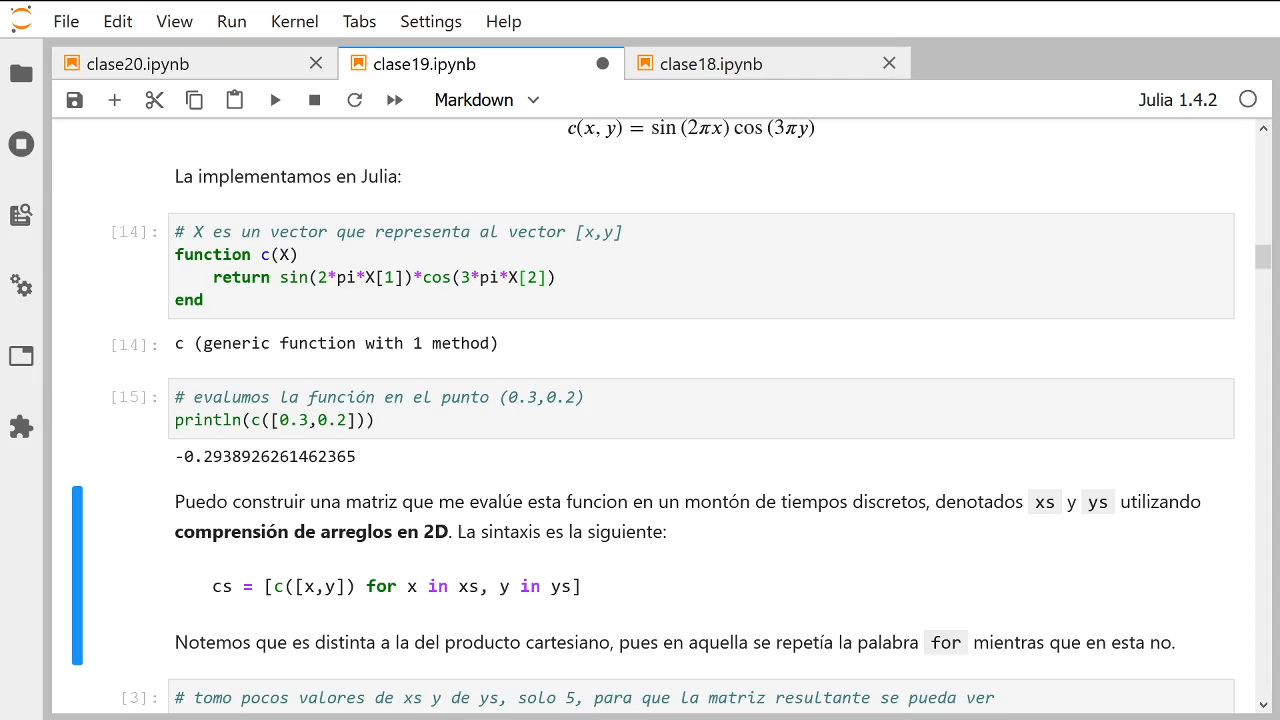 File Edit View Run Kernel Tabs Settings Help
clase20.ipynb clase19.ipynb clase18.ipynb
Markdown Julia 1.4.2
c(x, y) = sin (2πx) cos (3πy)
La implementamos en Julia:
[14]: # X es un vector que representa al vector [x,y]
function c(X)
return sin(2*pi*X[1])*cos(3*pi*X[2])
end
[14]: c (generic function with 1 method)
[15]: # evalumos la función en el punto (0.3,0.2)
println(c([0.3,0.2]))
-0.2938926261462365
Puedo construir una matriz que me evalúe esta funcion en un montón de tiempos discretos, denotados xs y ys utilizando
comprensión de arreglos en 2D. La sintaxis es la siguiente:
cs = [c([x,y]) for x in xs, y in ys]
Notemos que es distinta a la del producto cartesiano, pues en aquella se repetía la palabra for mientras que en esta no.
[3]: # tomo pocos valores de xs y de ys, solo 5, para que la matriz resultante se pueda ver